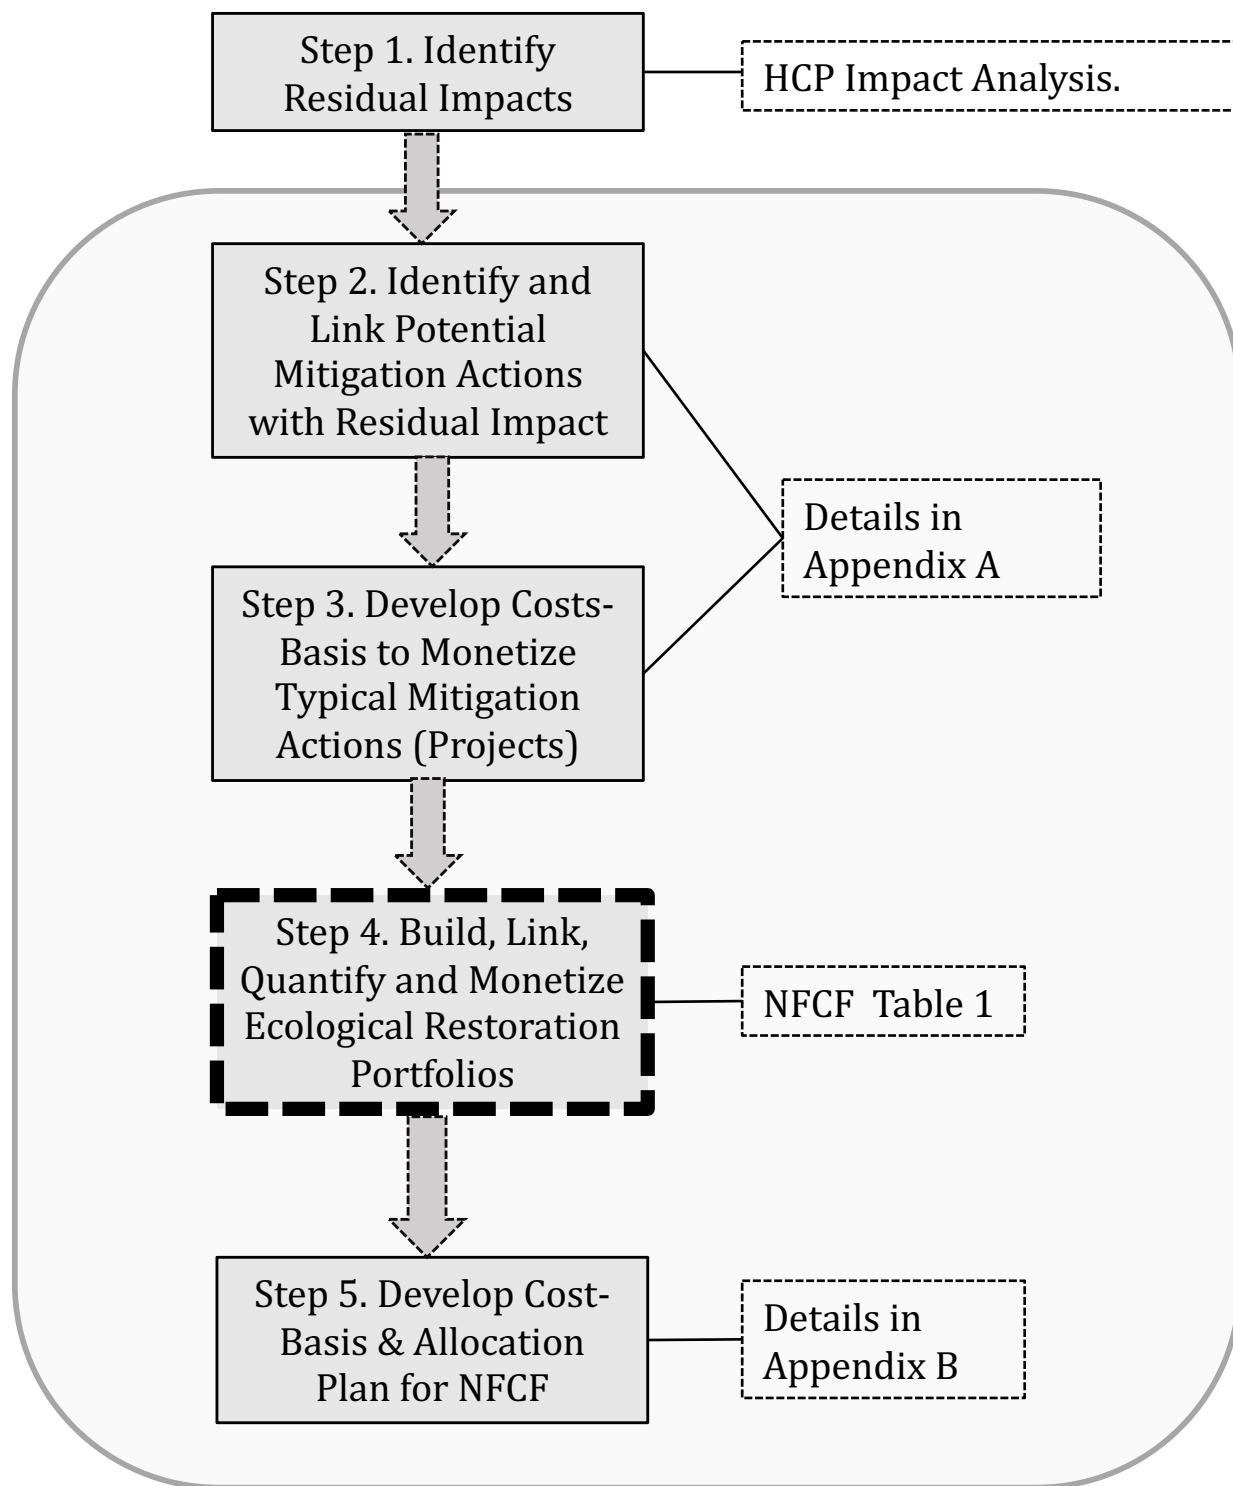 Step 1. Identify
Residual Impacts
HCP Impact Analysis.
Step 2. Identify and
Link Potential
Mitigation Actions
with Residual Impact
Details in
Appendix A
Step 3. Develop Costs-
Basis to Monetize
Typical Mitigation
Actions (Projects)
Step 4. Build, Link,
Quantify and Monetize
Ecological Restoration
Portfolios
NFCF  Table 1
Step 5. Develop Cost-
Basis & Allocation
Plan for NFCF
Details in
Appendix B